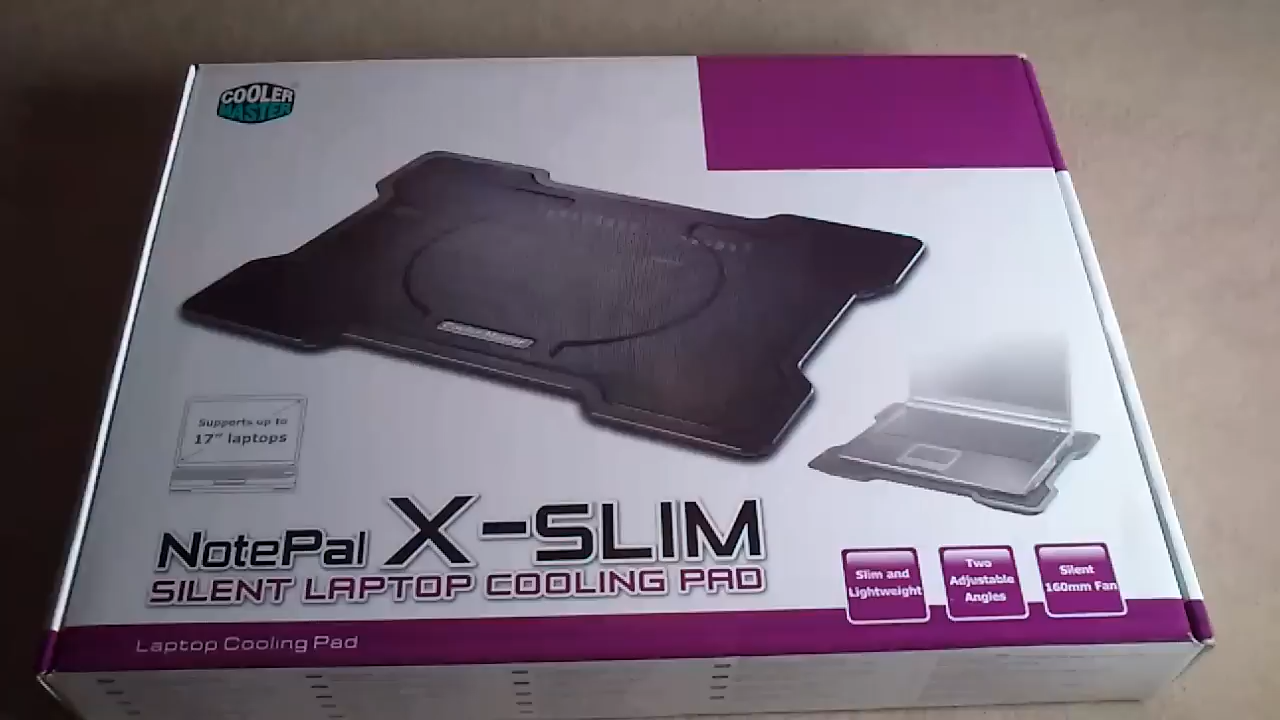 COOLER
MASTER
Supports up to
17" laptops
NotePal X-SLIM
SILENT LAPTOP COOLING PAD
Slim and
Lightweight
Two
Adjustable
Angles
Silent
160mm Fan
Laptop Cooling Pad